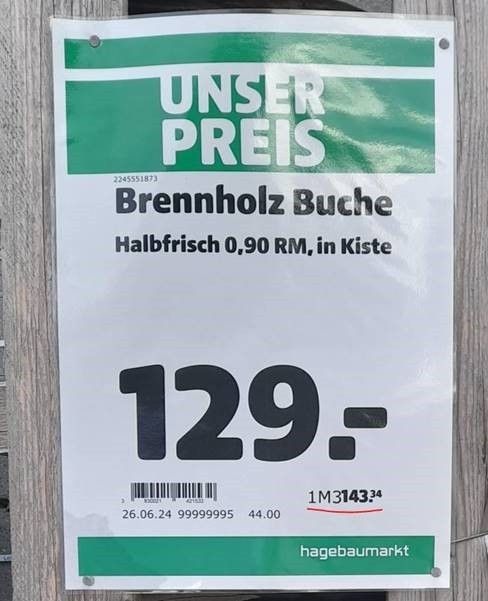 UNSER
PREIS
2245551873
Brennholz Buche
Halbfrisch 0,90 RM, in Kiste
129.-
26.06.24 99999995 44.00
1M3143.34
hagebaumarkt